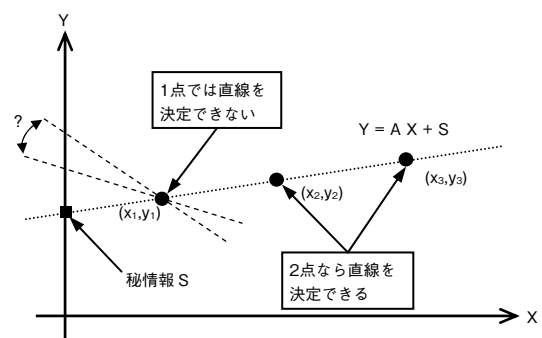 Y
1点では直線を
決定できない
?
Y = A X + S
(x₁,y₁)
(x₂,y₂)
(x₃,y₃)
秘情報 S
2点なら直線を
決定できる
X